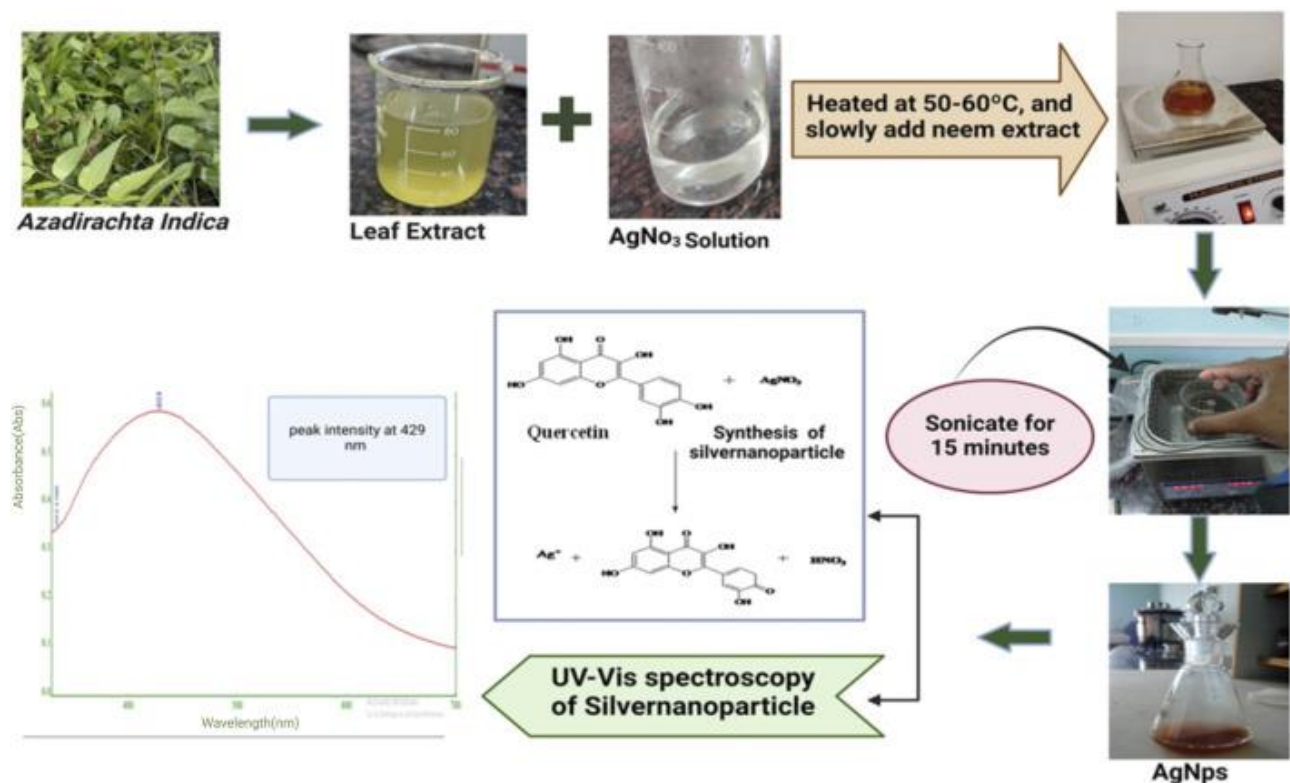 Azadirachta Indica
Leaf Extract
AgNo₃ Solution
Heated at 50-60ºC, and
slowly add neem extract
60
Sonicate for
15 minutes
AgNps
OH
O
OH
HO
O
OH
OH
+ AgNO₃
Quercetin
Synthesis of
silvernanoparticle
OH
O
OH
Ag⁺ + + HNO₃
HO
O
OH
O
UV-Vis spectroscopy
of Silvernanoparticle
peak intensity at 429
nm
Absorbance(Abs)
Wavelength(nm)